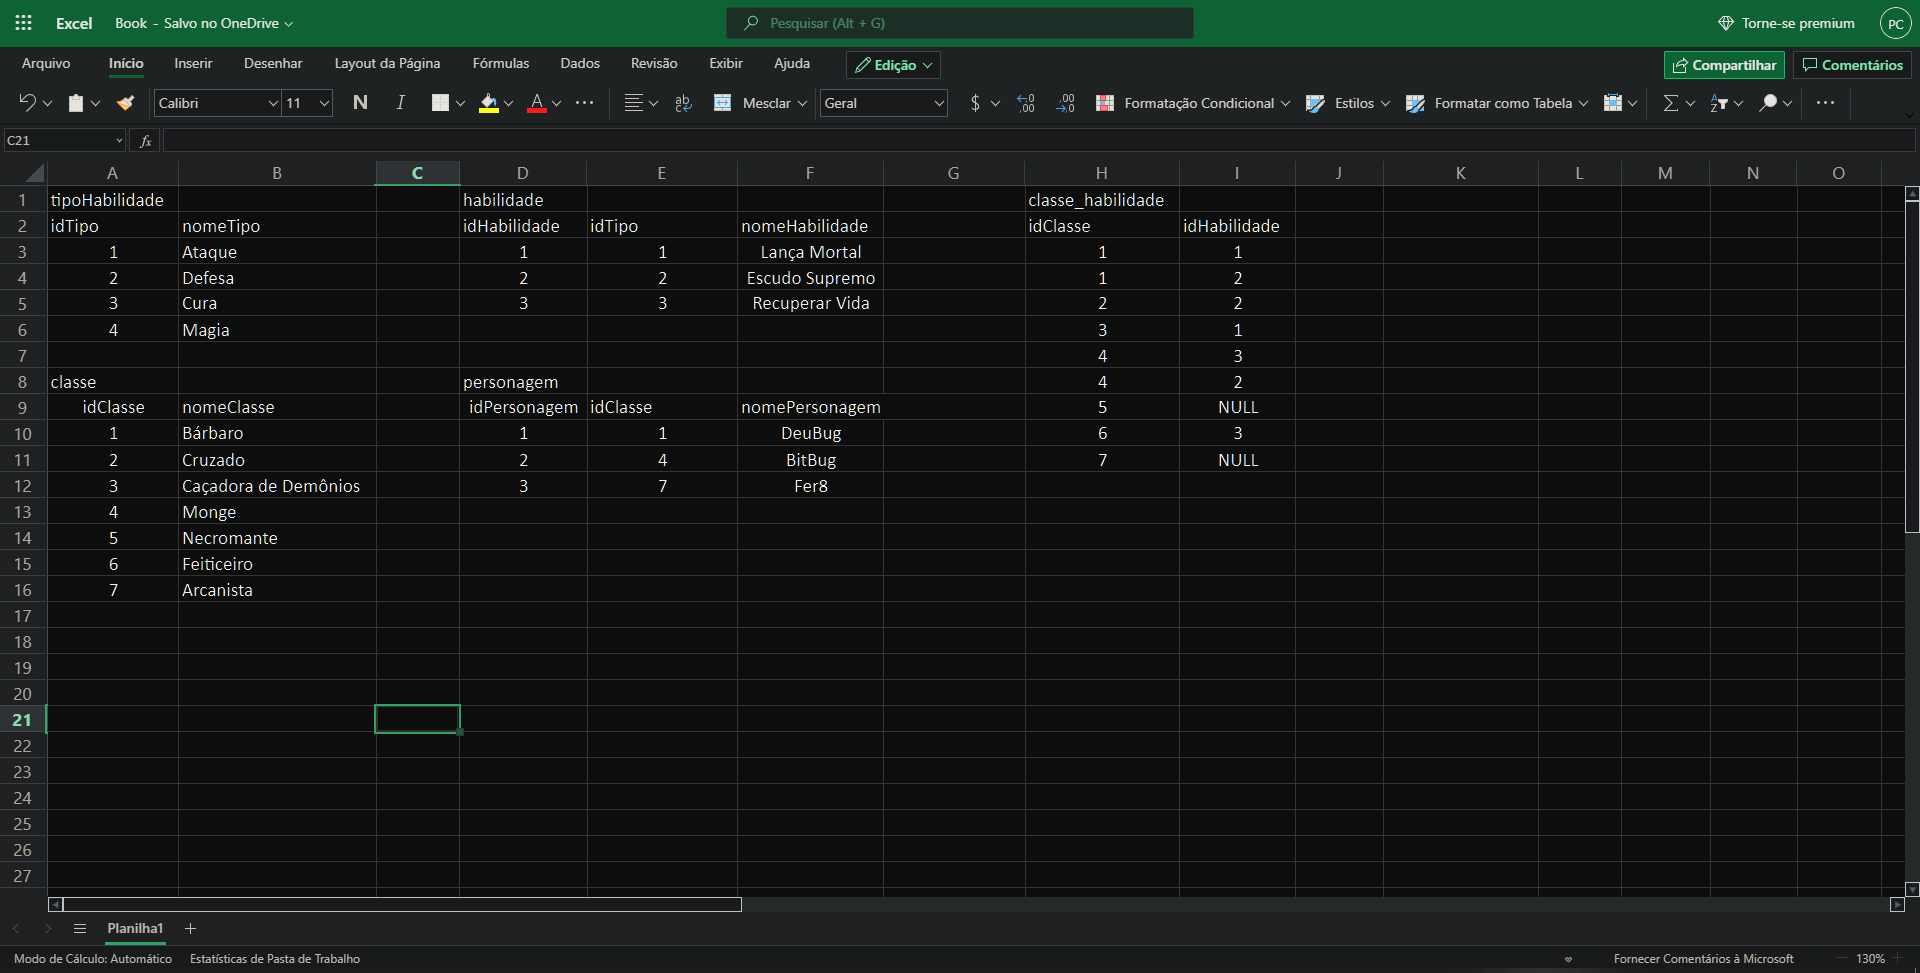 Excel Book - Salvo no OneDrive Pesquisar (Alt + G) Torne-se premium PC
Arquivo Início Inserir Desenhar Layout da Página Fórmulas Dados Revisão Exibir Ajuda Edição Compartilhar Comentários
Calibri 11 N I A ab Mesclar Geral $ Formatação Condicional Estilos Formatar como Tabela
C21 fx
A B C D E F G H I J K L M N O
1 tipoHabilidade habilidade classe_habilidade
2 idTipo nomeTipo idHabilidade idTipo nomeHabilidade idClasse idHabilidade
3 1 Ataque 1 1 Lança Mortal 1 1
4 2 Defesa 2 2 Escudo Supremo 1 2
5 3 Cura 3 3 Recuperar Vida 2 2
6 4 Magia 3 1
7 4 3
8 classe personagem 4 2
9 idClasse nomeClasse idPersonagem idClasse nomePersonagem 5 NULL
10 1 Bárbaro 1 1 DeuBug 6 3
11 2 Cruzado 2 4 BitBug 7 NULL
12 3 Caçadora de Demônios 3 7 Fer8
13 4 Monge
14 5 Necromante
15 6 Feiticeiro
16 7 Arcanista
17
18
19
20
21
22
23
24
25
26
27
Planilha1
Modo de Cálculo: Automático Estatísticas de Pasta de Trabalho Fornecer Comentários à Microsoft 130%